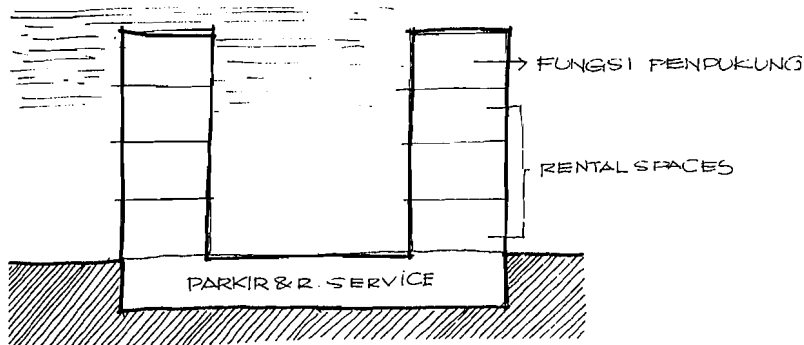 FUNGSI PENDUKUNG
RENTAL SPACES
PARKIR & R. SERVICE